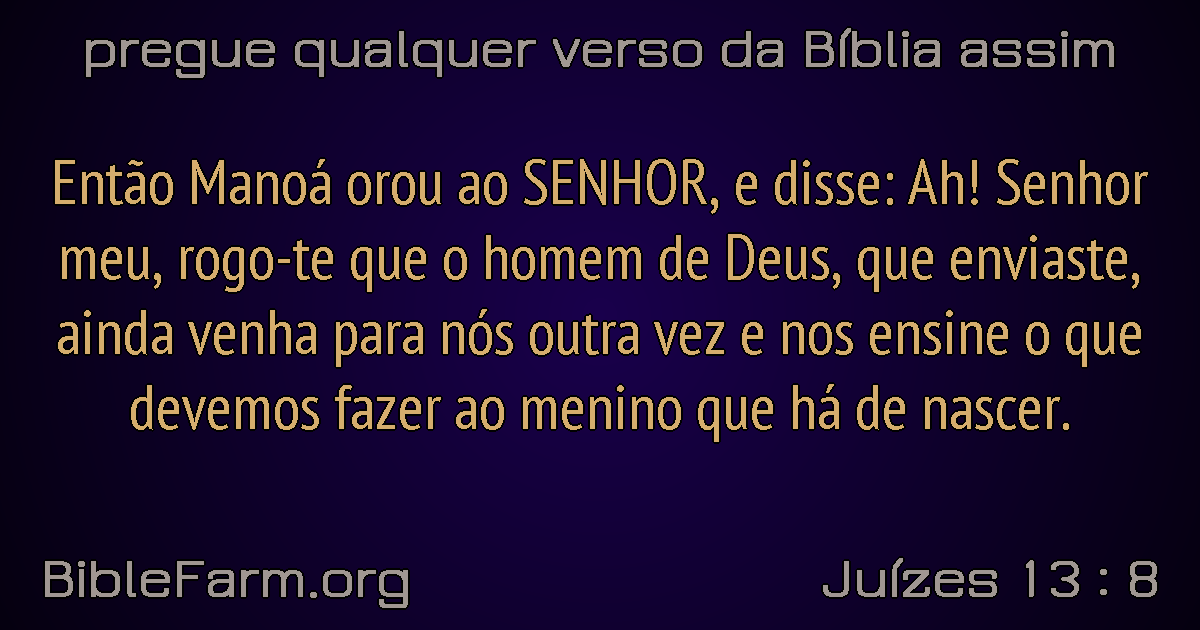 pregue qualquer verso da Bíblia assim
Então Manoá orou ao SENHOR, e disse: Ah! Senhor
meu, rogo-te que o homem de Deus, que enviaste,
ainda venha para nós outra vez e nos ensine o que
devemos fazer ao menino que há de nascer.
BibleFarm.org
Juízes 13 : 8